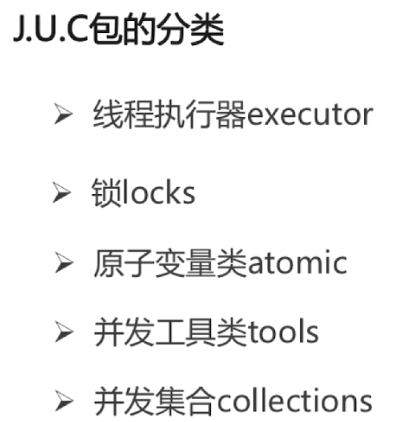 J.U.C包的分类
线程执行器executor
锁locks
原子变量类atomic
并发工具类tools
并发集合collections